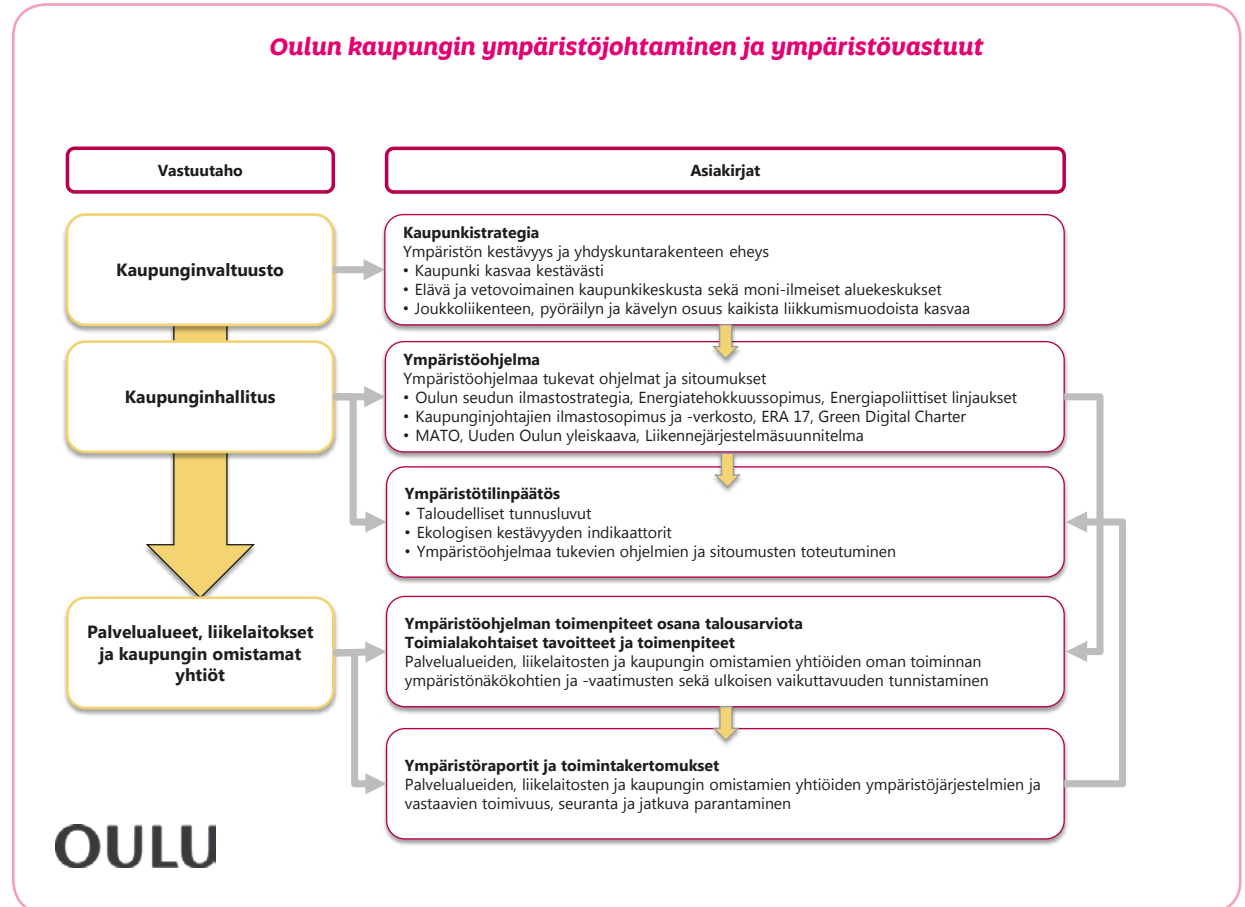 Oulun kaupungin ympäristöjohtaminen ja ympäristövastuut
Vastuutaho
Asiakirjat
Kaupunginvaltuusto
Kaupunkistrategia
Ympäristön kestävyys ja yhdyskuntarakenteen eheys
• Kaupunki kasvaa kestävästi
• Elävä ja vetovoimainen kaupunkikeskusta sekä moni-ilmeiset aluekeskukset
• Joukkoliikenteen, pyöräilyn ja kävelyn osuus kaikista liikkumismuodoista kasvaa
Kaupunginhallitus
Ympäristöohjelma
Ympäristöohjelmaa tukevat ohjelmat ja sitoumukset
• Oulun seudun ilmastostrategia, Energiatehokkuussopimus, Energiapoliittiset linjaukset
• Kaupunginjohtajien ilmastosopimus ja -verkosto, ERA 17, Green Digital Charter
• MATO, Uuden Oulun yleiskaava, Liikennejärjestelmäsuunnitelma
Ympäristötilinpäätös
• Taloudelliset tunnusluvut
• Ekologisen kestävyyden indikaattorit
• Ympäristöohjelmaa tukevien ohjelmien ja sitoumusten toteutuminen
Palvelualueet, liikelaitokset
ja kaupungin omistamat
yhtiöt
Ympäristöohjelman toimenpiteet osana talousarviota
Toimialakohtaiset tavoitteet ja toimenpiteet
Palvelualueiden, liikelaitosten ja kaupungin omistamien yhtiöiden oman toiminnan
ympäristönäkökohtien ja -vaatimusten sekä ulkoisen vaikuttavuuden tunnistaminen
Ympäristöraportit ja toimintakertomukset
Palvelualueiden, liikelaitosten ja kaupungin omistamien yhtiöiden ympäristöjärjestelmien ja
vastaavien toimivuus, seuranta ja jatkuva parantaminen
OULU